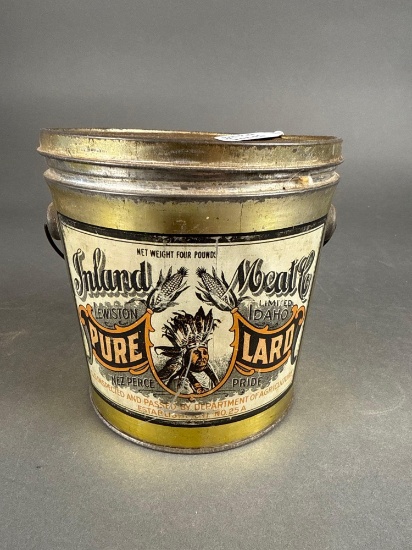 NET WEIGHT FOUR POUNDS
Inland Meat Co
LEWISTON LIMITED IDAHO
PURE LARD
NEZ PERCE PRIDE
AND PASSED BY DEPARTMENT OF AGRICULTURE